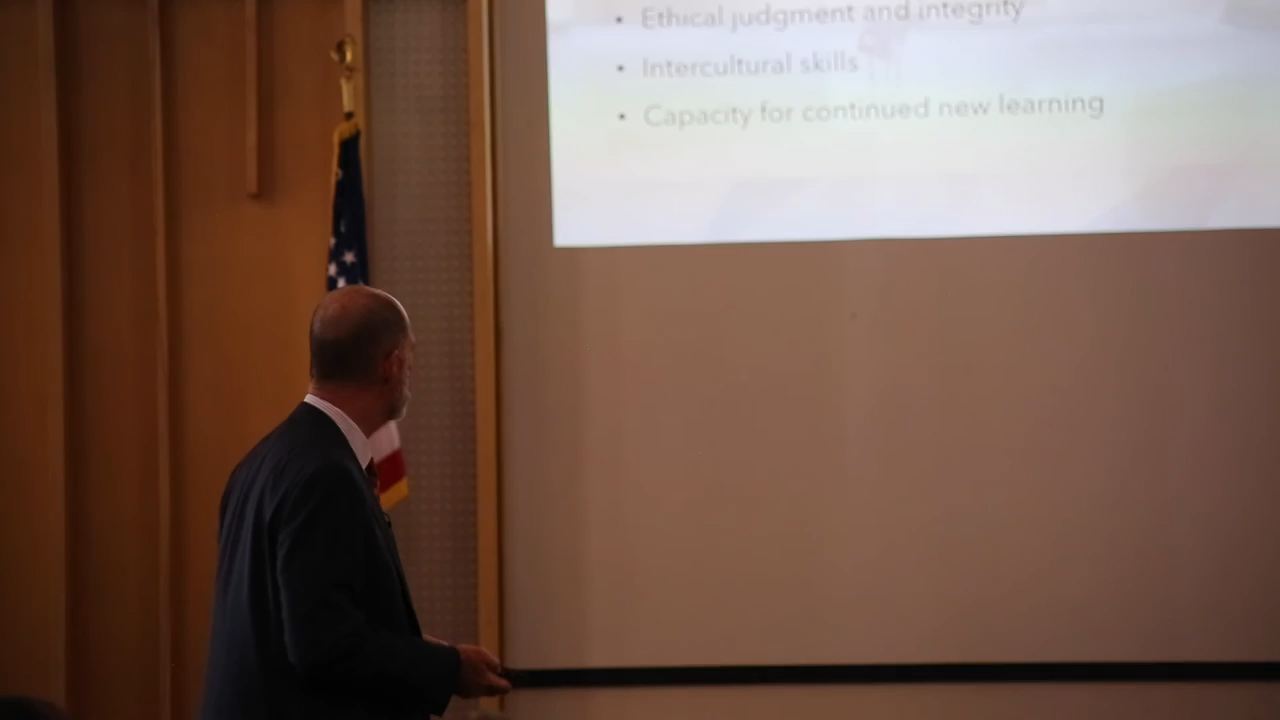 • Ethical judgment and integrity
• Intercultural skills
• Capacity for continued new learning